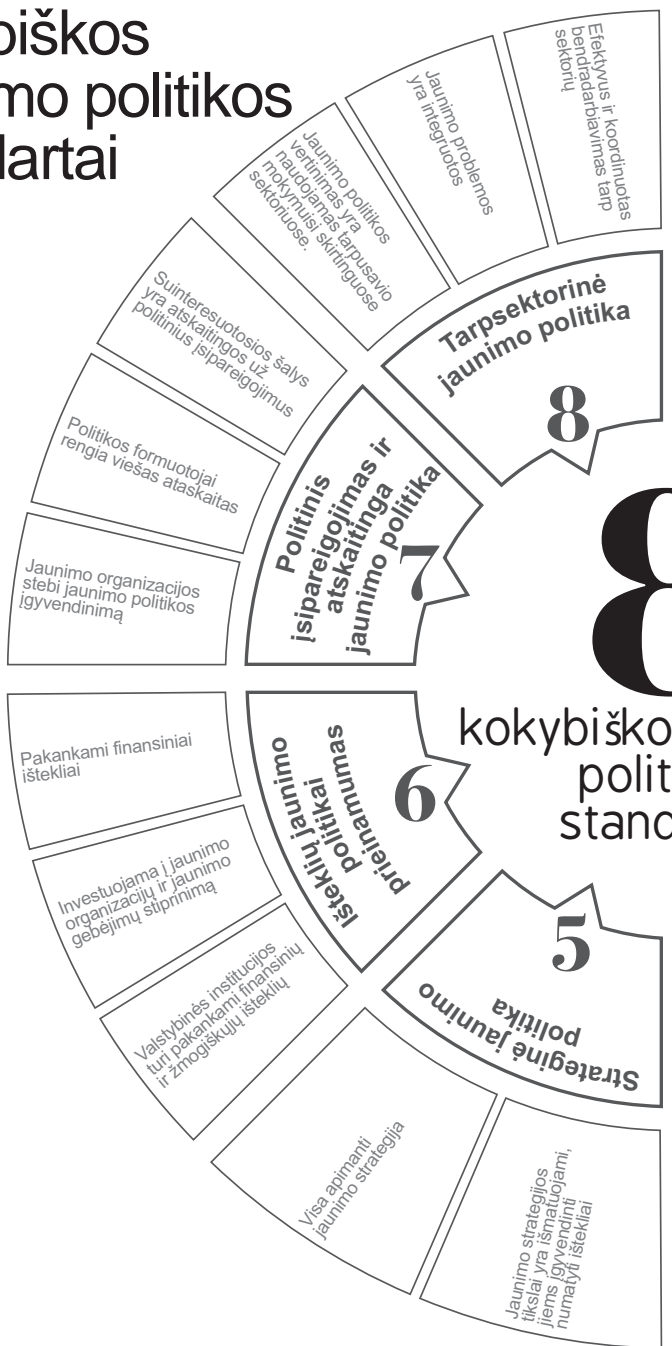 biškos
mo politikos
dartai
Efektyvus ir koordinuotas
bendradarbiavimas tarp
sektorių
Jaunimo problemos
yra integruotos
Jaunimo politikos
vertinimas yra
naudojamas tarpusavio
mokymuisi skirtinguose
sektoriuose.
Suinteresuotosios šalys
yra atskaitingos už
politinius įsipareigojimus
Politikos formuotojai
rengia viešas ataskaitas
Jaunimo organizacijos
stebi jaunimo politikos
įgyvendinimą
Tarpsektorinė
jaunimo politika
8
Politinis
įsipareigojimas ir
atskaitinga
jaunimo politika
7
8
kokybiško
polit
stand
Pakankami finansiniai
ištekliai
Investuojama į jaunimo
organizacijų ir jaunimo
gebėjimų stiprinimą
Valstybinės institucijos
turi pakankami finansinių
ir žmogiškųjų išteklių
Išteklių jaunimo
politikai
prieinamumas
6
5
Strateginė jaunimo
politika
Visa apimanti
jaunimo strategija
Jaunimo strategijos
tikslai yra išmatuojami,
jiems įgyvendinti
numatyti ištekliai